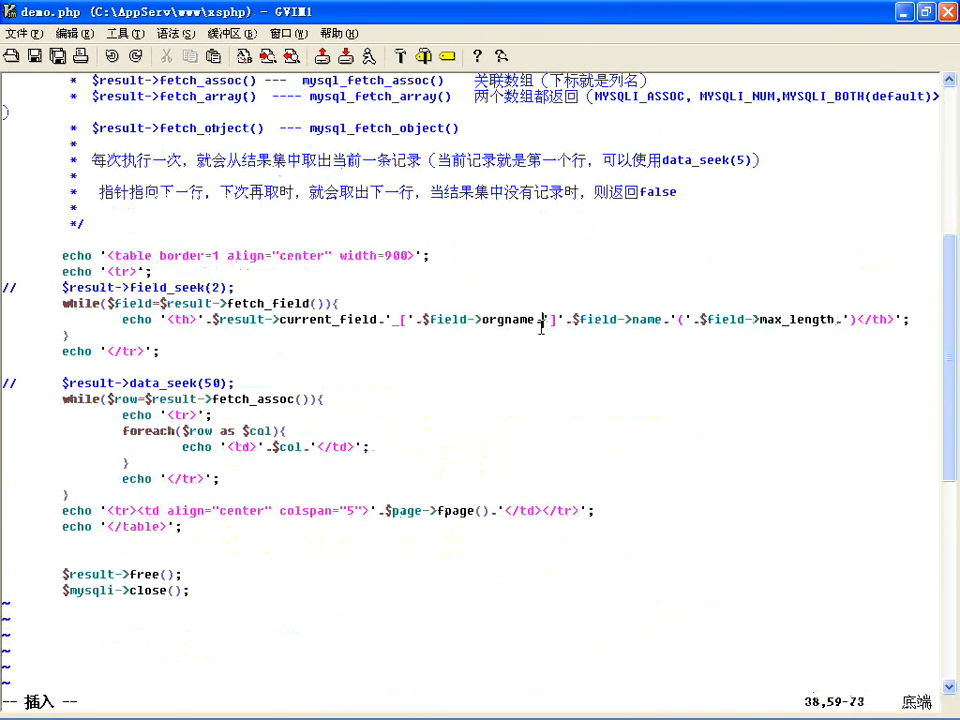 demo.php (C:\AppServ\www\xsphp) - GVIM1
文件(F) 编辑(E) 工具(T) 语法(S) 缓冲区(B) 窗口(W) 帮助(H)
* $result->fetch_assoc() --- mysql_fetch_assoc() 关联数组（下标就是列名）
* $result->fetch_array() ---- mysql_fetch_array() 两个数组都返回（MYSQLI_ASSOC, MYSQLI_NUM,MYSQLI_BOTH(default)>
)
* $result->fetch_object() --- mysql_fetch_object()
*
* 每次执行一次，就会从结果集中取出当前一条记录（当前记录就是第一个行，可以使用data_seek(5)）
*
* 指针指向下一行，下次再取时，就会取出下一行，当结果集中没有记录时，则返回false
*
*/
echo '<table border=1 align="center" width=900>';
echo '<tr>';
// $result->field_seek(2);
while($field=$result->fetch_field()){
echo '<th>'.$result->current_field.'_['.$field->orgname.']'.$field->name.'('.$field->max_length.')</th>';
}
echo '</tr>';
// $result->data_seek(50);
while($row=$result->fetch_assoc()){
echo '<tr>';
foreach($row as $col){
echo '<td>'.$col.'</td>';
}
echo '</tr>';
}
echo '<tr><td align="center" colspan="5">'.$page->fpage().'</td></tr>';
echo '</table>';
$result->free();
$mysqli->close();
~
~
~
~
~
~
-- 插入 -- 38,59-73 底端